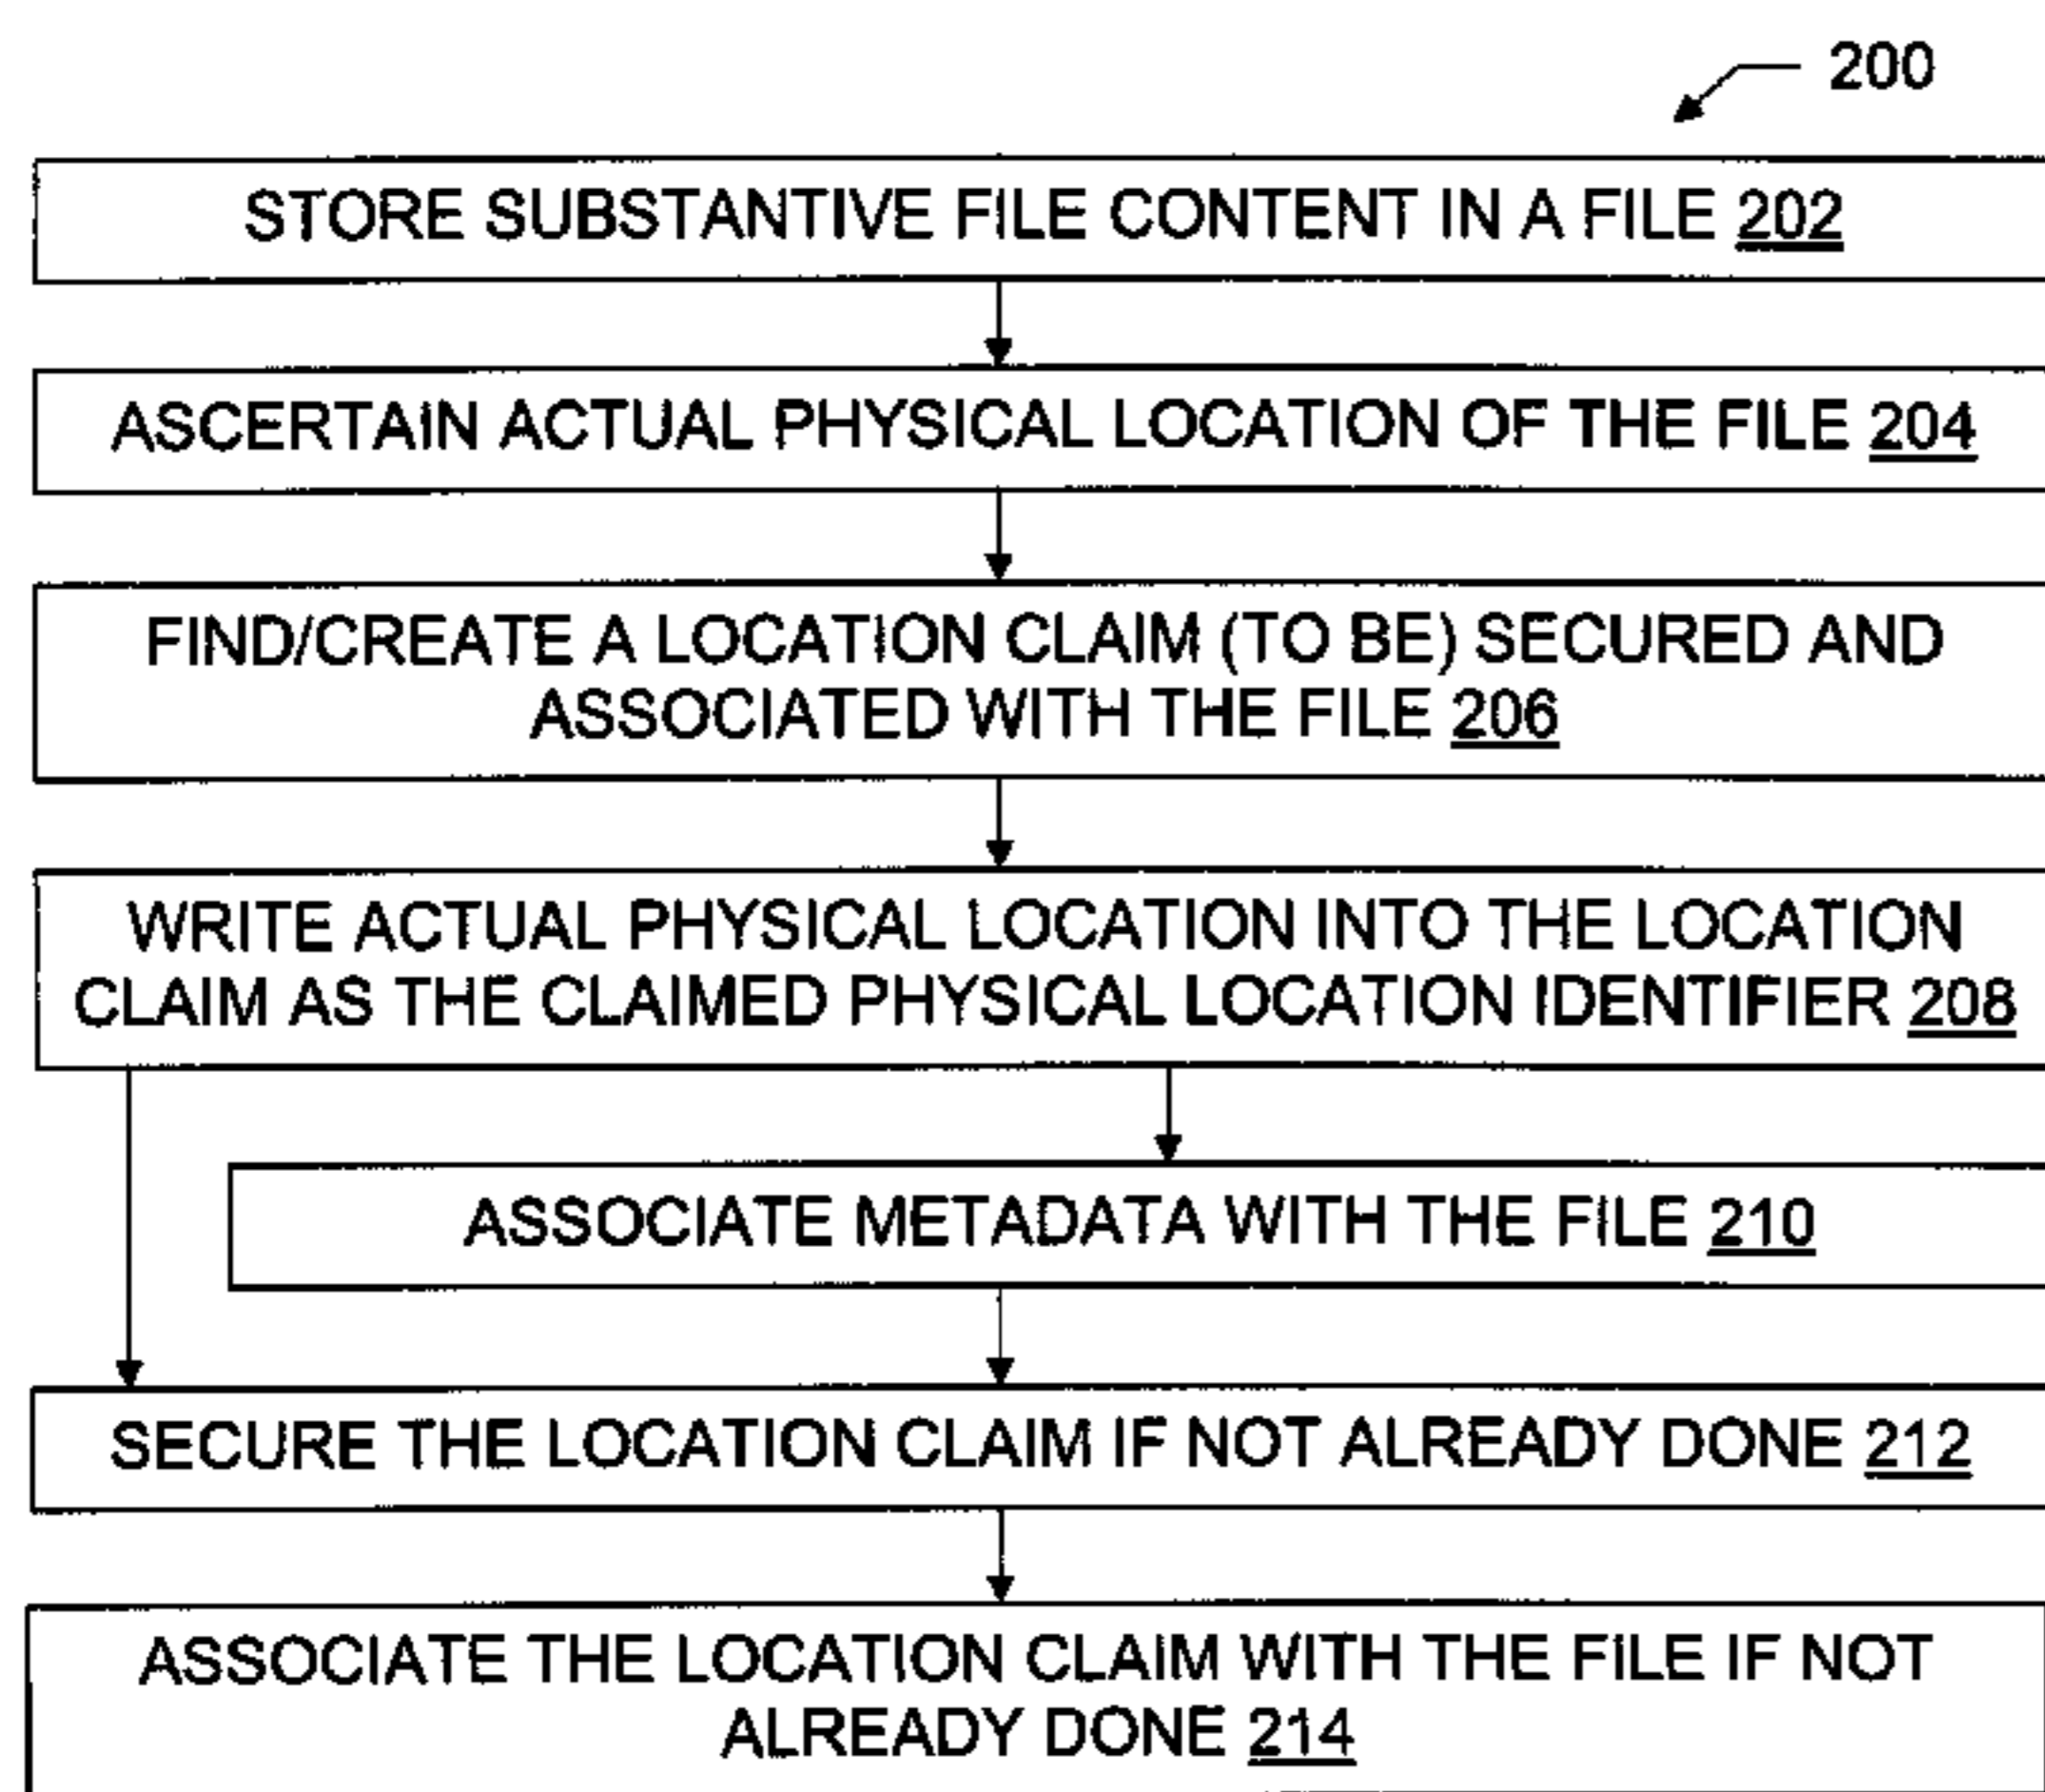 200
STORE SUBSTANTIVE FILE CONTENT IN A FILE 202
ASCERTAIN ACTUAL PHYSICAL LOCATION OF THE FILE 204
FIND/CREATE A LOCATION CLAIM (TO BE) SECURED AND
ASSOCIATED WITH THE FILE 206
WRITE ACTUAL PHYSICAL LOCATION INTO THE LOCATION
CLAIM AS THE CLAIMED PHYSICAL LOCATION IDENTIFIER 208
ASSOCIATE METADATA WITH THE FILE 210
SECURE THE LOCATION CLAIM IF NOT ALREADY DONE 212
ASSOCIATE THE LOCATION CLAIM WITH THE FILE IF NOT
ALREADY DONE 214